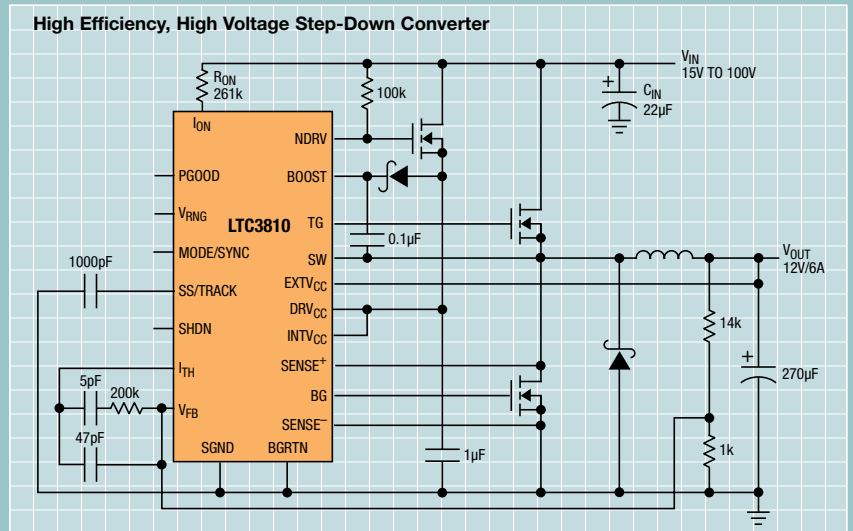 High Efficiency, High Voltage Step-Down Converter
VIN
15V TO 100V
RON
261k
100k
CIN
22µF
ION
NDRV
PGOOD
BOOST
VRNG
LTC3810
TG
0.1µF
MODE/SYNC
SW
VOUT
12V/6A
1000pF
EXTVCC
SS/TRACK
DRVCC
14k
SHDN
INTVCC
ITH
SENSE+
5pF
200k
270µF
BG
VFB
SENSE–
47pF
SGND
BGRTN
1µF
1k